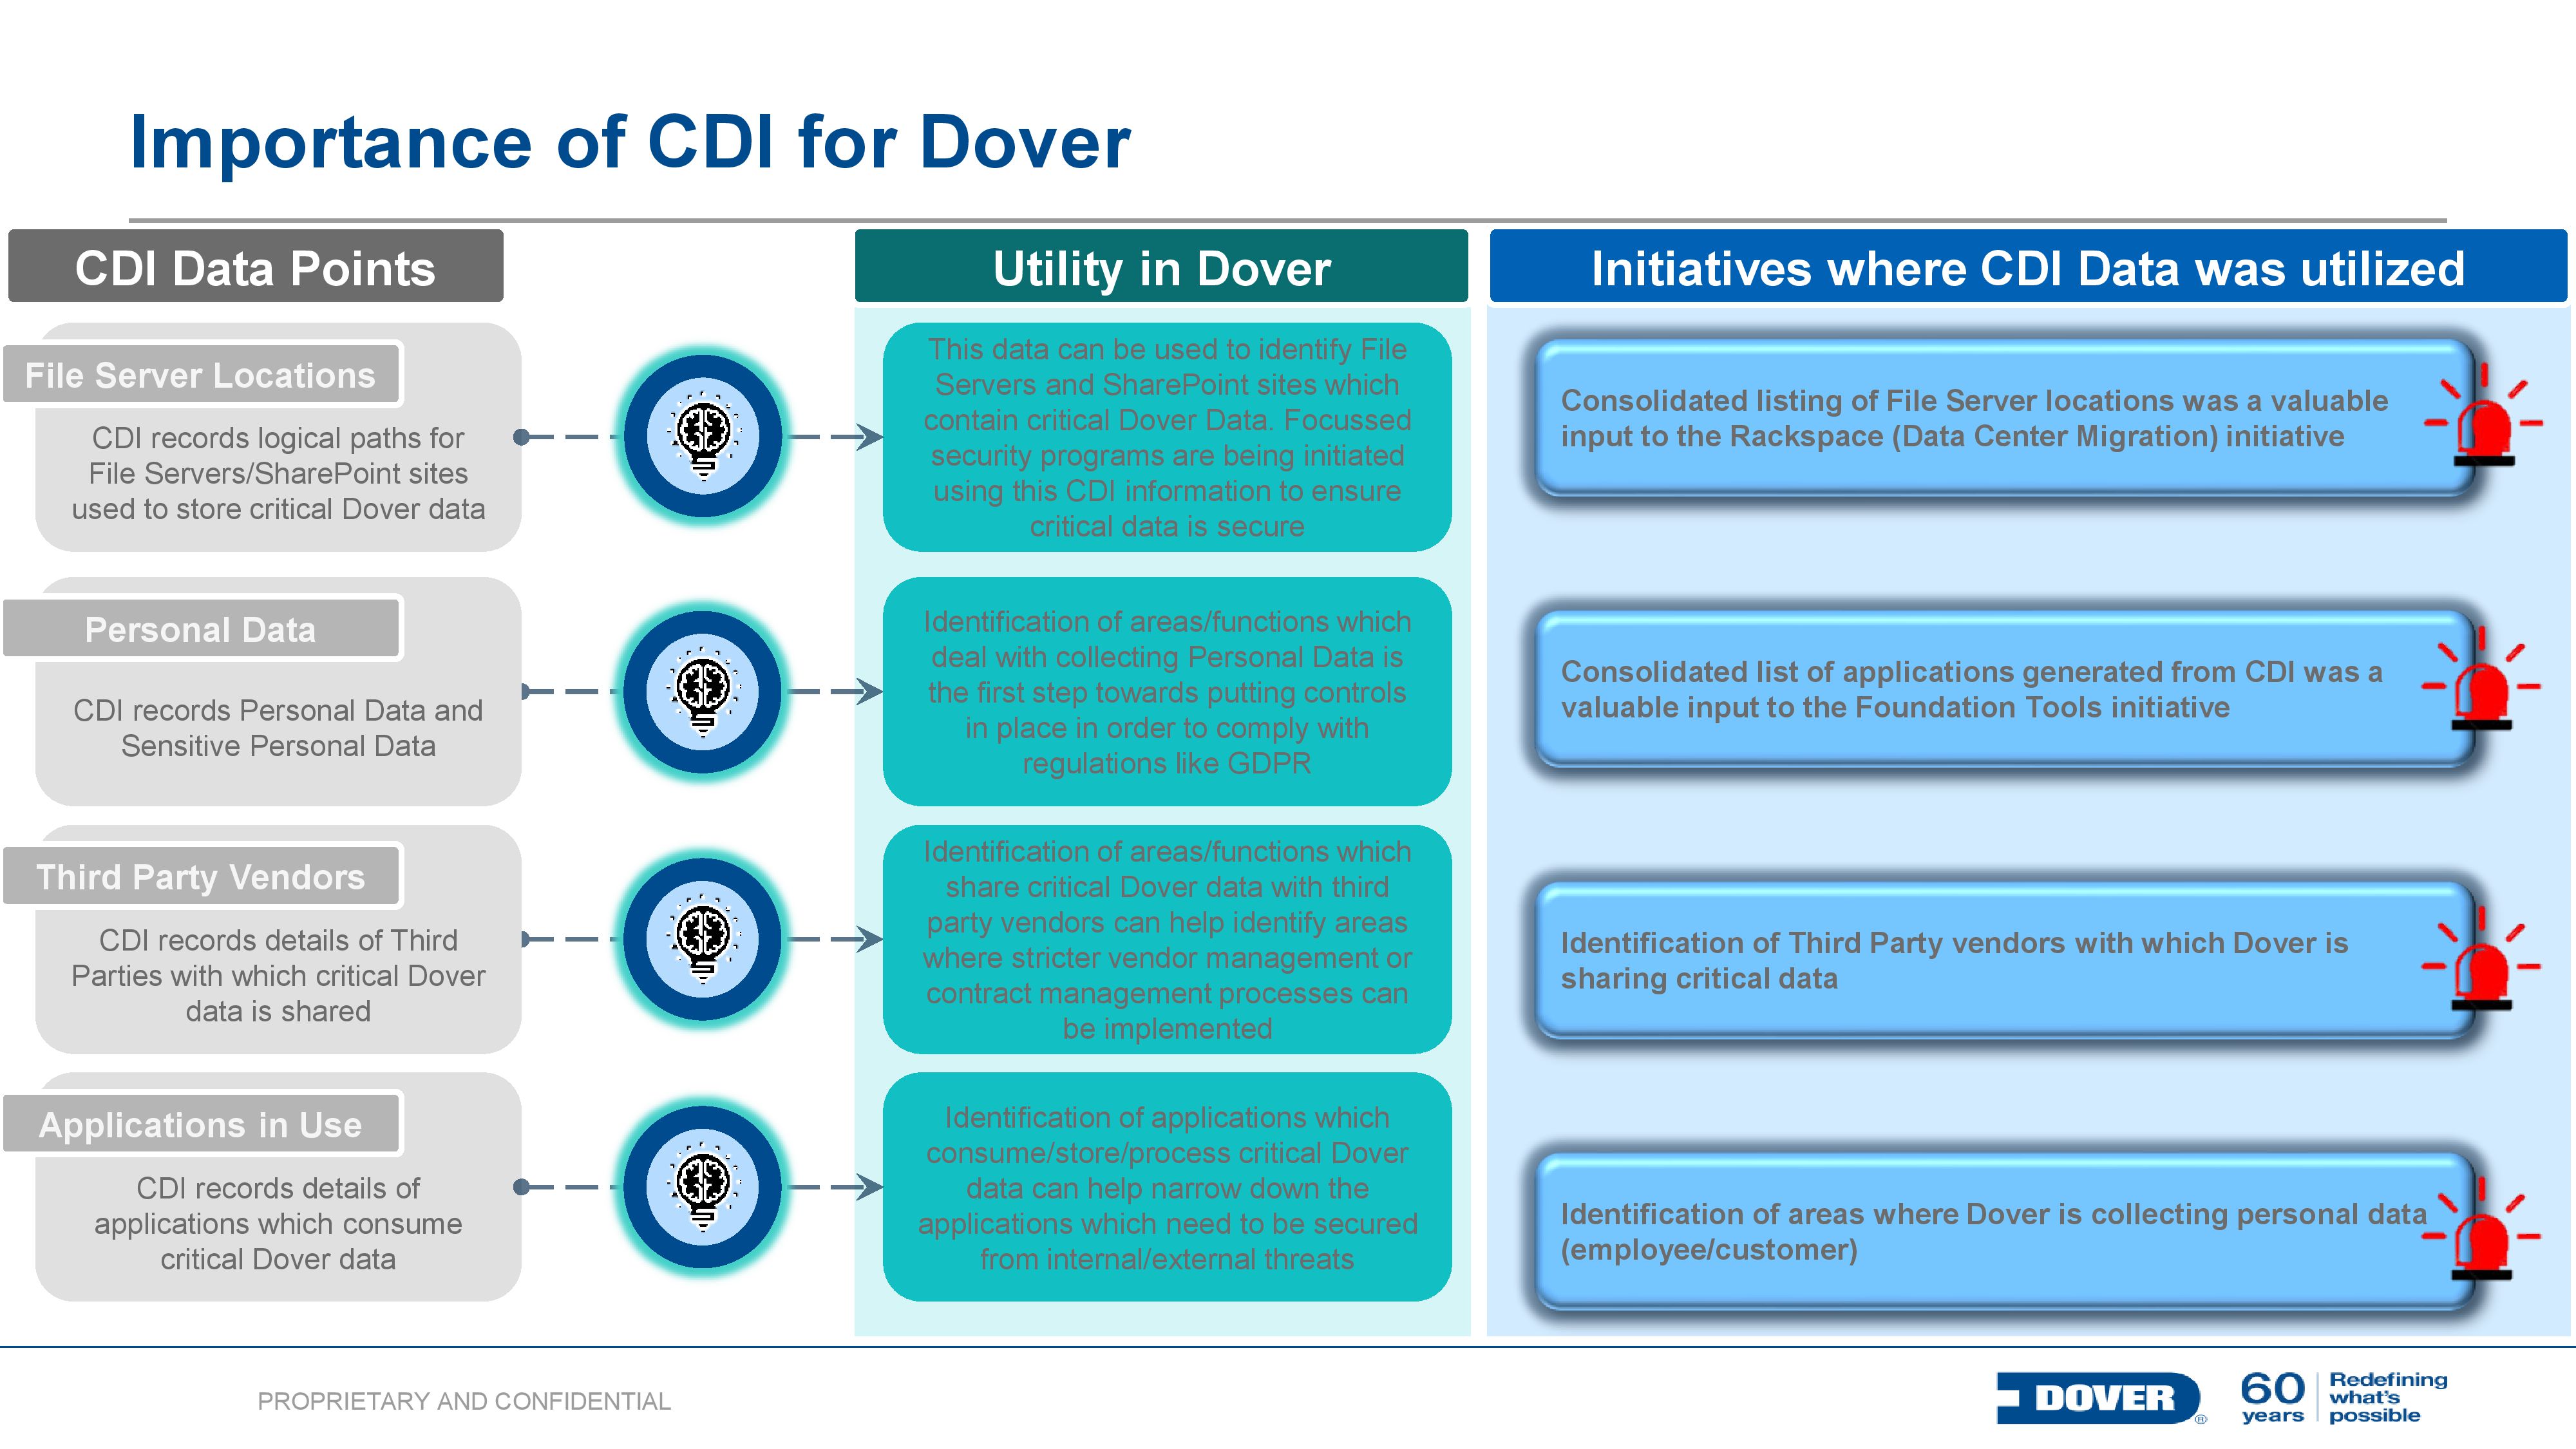 Importance of CDI for Dover
CDI Data Points
File Server Locations
CDI records logical paths for
File Servers/SharePoint sites
used to store critical Dover data
Personal Data
CDI records Personal Data and
Sensitive Personal Data
Third Party Vendors
CDI records details of Third
Parties with which critical Dover
data is shared
Applications in Use
CDI records details of
applications which consume
critical Dover data
Utility in Dover
This data can be used to identify File
Servers and SharePoint sites which
contain critical Dover Data. Focussed
security programs are being initiated
using this CDI information to ensure
critical data is secure
Identification of areas/functions which
deal with collecting Personal Data is
the first step towards putting controls
in place in order to comply with
regulations like GDPR
Identification of areas/functions which
share critical Dover data with third
party vendors can help identify areas
where stricter vendor management or
contract management processes can
be implemented
Identification of applications which
consume/store/process critical Dover
data can help narrow down the
applications which need to be secured
from internal/external threats
Initiatives where CDI Data was utilized
Consolidated listing of File Server locations was a valuable
input to the Rackspace (Data Center Migration) initiative
Consolidated list of applications generated from CDI was a
valuable input to the Foundation Tools initiative
Identification of Third Party vendors with which Dover is
sharing critical data
Identification of areas where Dover is collecting personal data
(employee/customer)
PROPRIETARY AND CONFIDENTIAL
DOVER®
60
years
Redefining
what's
possible